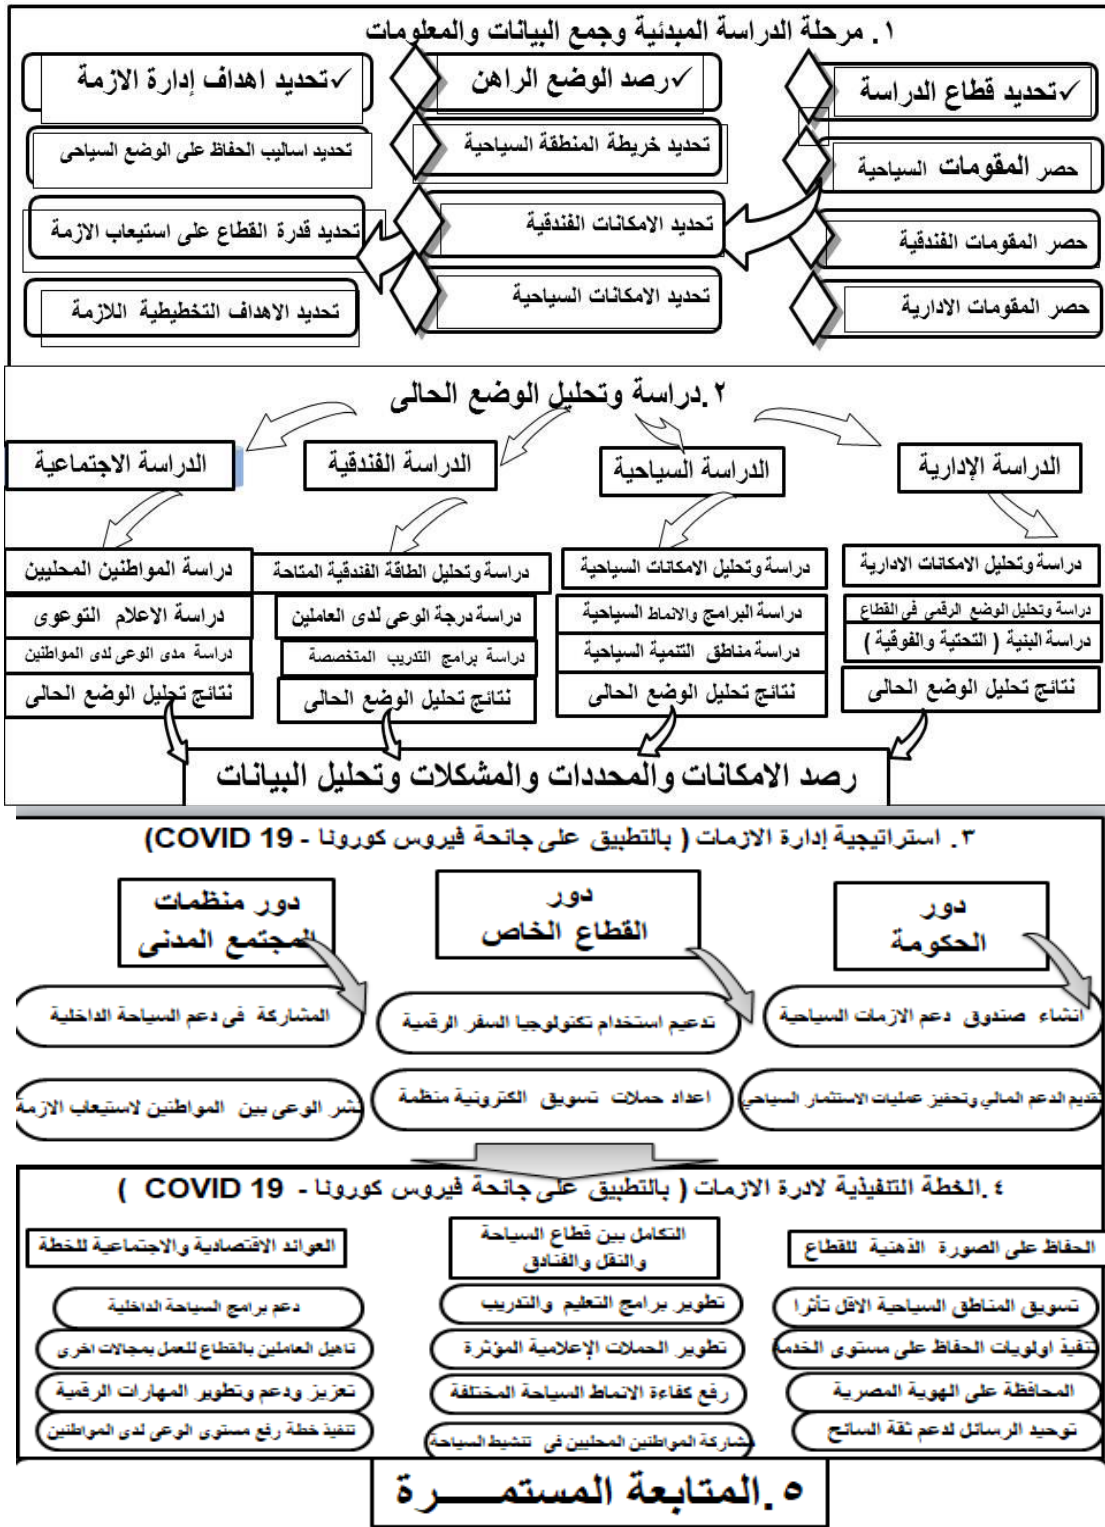 ١. مرحلة الدراسة المبدئية وجمع البيانات والمعلومات
✓تحديد قطاع الدراسة
حصر المقومات السياحية
حصر المقومات الفندقية
حصر المقومات الادارية
✓رصد الوضع الراهن
تحديد خريطة المنطقة السياحية
تحديد الامكانات الفندقية
تحديد الامكانات السياحية
✓تحديد اهداف إدارة الازمة
تحديد اساليب الحفاظ على الوضع السياحى
تحديد قدرة القطاع على استيعاب الازمة
تحديد الاهداف التخطيطية اللازمة
٢.دراسة وتحليل الوضع الحالى
الدراسة الإدارية
دراسة وتحليل الامكانات الادارية
دراسة وتحليل الوضع الرقمي في القطاع
دراسة البنية ( التحتية والفوقية )
نتائج تحليل الوضع الحالى
الدراسة السياحية
دراسة وتحليل الامكانات السياحية
دراسة البرامج والانماط السياحية
دراسة مناطق التنمية السياحية
نتائج تحليل الوضع الحالى
الدراسة الفندقية
دراسة وتحليل الطاقة الفندقية المتاحة
دراسة درجة الوعى لدى العاملين
دراسة برامج التدريب المتخصصة
نتائج تحليل الوضع الحالى
الدراسة الاجتماعية
دراسة المواطنين المحليين
دراسة الإعلام التوعوى
دراسة مدى الوعى لدى المواطنين
نتائج تحليل الوضع الحالى
رصد الامكانات والمحددات والمشكلات وتحليل البيانات
٣. استراتيجية إدارة الازمات ( بالتطبيق على جانحة فيروس كورونا - COVID 19)
دور
الحكومة
انشاء صندوق دعم الازمات السياحية
تقديم الدعم المالي وتحفيز عمليات الاستثمار السياحي
دور
القطاع الخاص
تدعيم استخدام تكنولوجيا السفر الرقمية
اعداد حملات تسويق الكترونية منظمة
دور منظمات
المجتمع المدنى
المشاركة فى دعم السياحة الداخلية
نشر الوعى بين المواطنين لاستيعاب الازمة
٤.الخطة التنفيذية لادرة الازمات ( بالتطبيق على جانحة فيروس كورونا - COVID 19 )
الحفاظ على الصورة الذهنية للقطاع
تسويق المناطق السياحية الاقل تأثرا
تنفيذ اولويات الحفاظ على مستوى الخدمة
المحافظة على الهوية المصرية
توحيد الرسائل لدعم ثقة السائح
التكامل بين قطاع السياحة
والنقل والفنادق
تطوير برامج التعليم والتدريب
تطوير الحملات الإعلامية المؤثرة
رفع كفاءة الانماط السياحة المختلفة
مشاركة المواطنين المحليين فى تنشيط السياحة
العوائد الاقتصادية والاجتماعية للخطة
دعم برامج السياحة الداخلية
تاهيل العاملين بالقطاع للعمل بمجالات اخرى
تعزيز ودعم وتطوير المهارات الرقمية
تنفيذ خطة رفع مستوى الوعى لدى المواطنين
٥.المتابعة المستمـــــرة